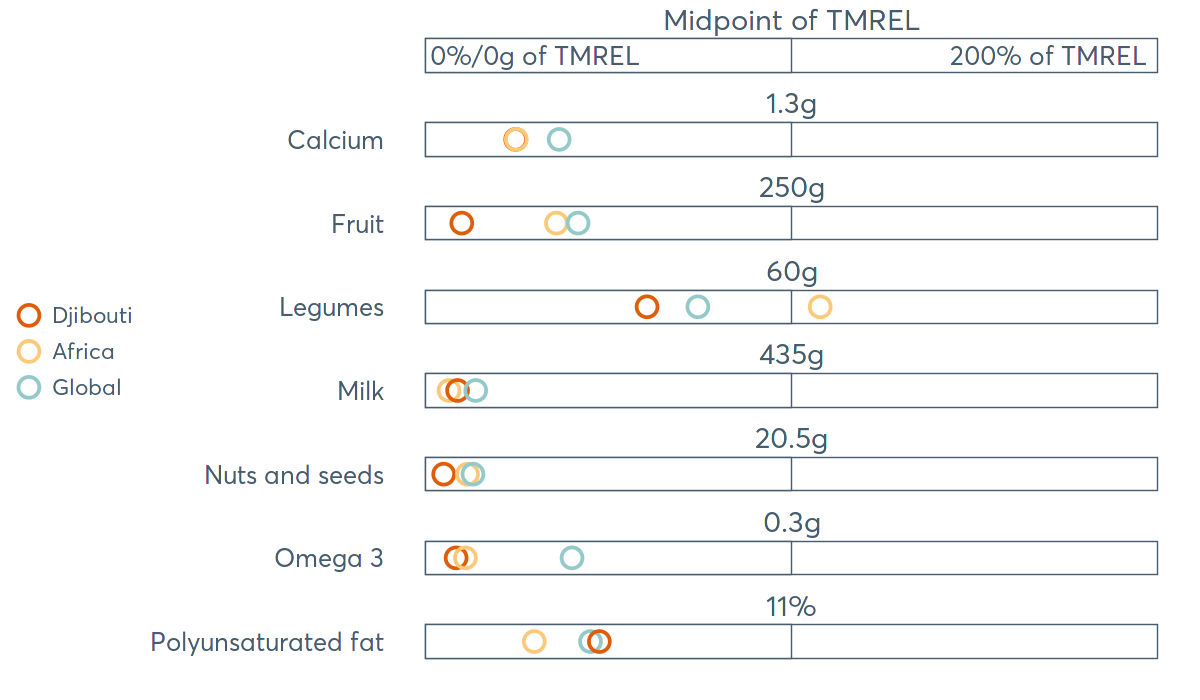 Midpoint of TMREL
0%/0g of TMREL
200% of TMREL
1.3g
Calcium
250g
Fruit
60g
Legumes
435g
Milk
20.5g
Nuts and seeds
0.3g
Omega 3
11%
Polyunsaturated fat
Djibouti
Africa
Global